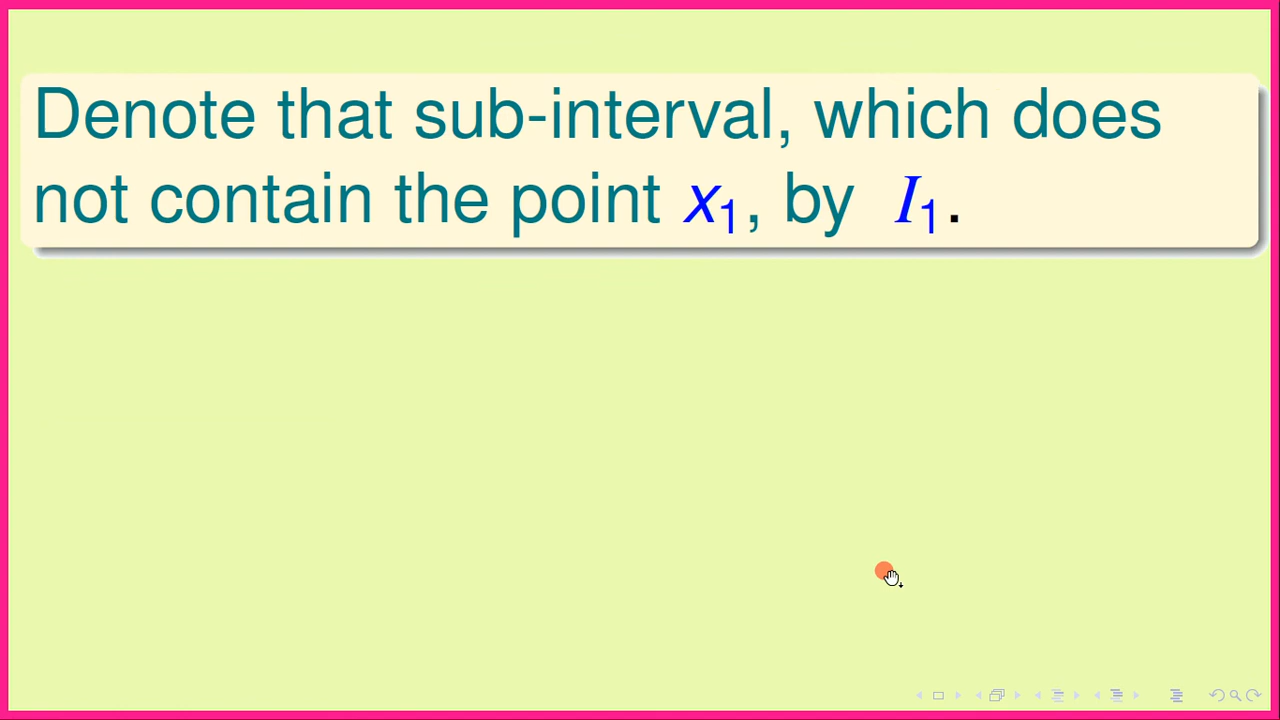 Denote that sub-interval, which does
not contain the point x₁, by I₁.